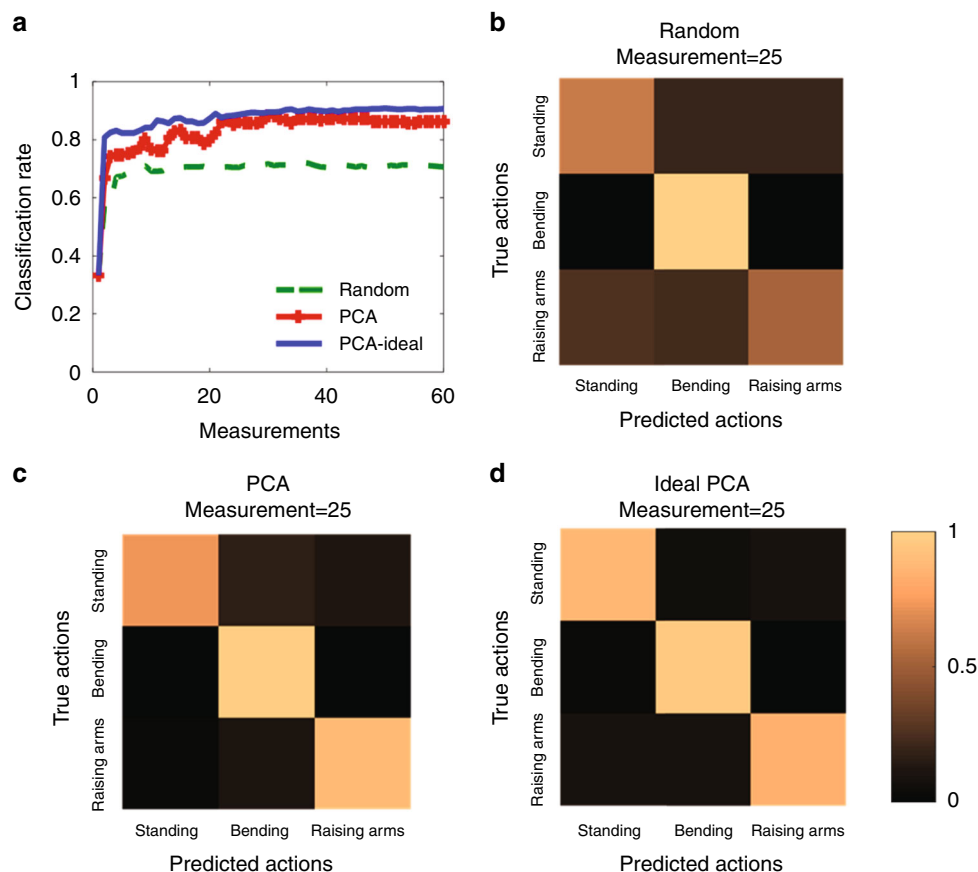 a
1
0.8
0.6
0.4
0.2
0
Classification rate
0
20
40
60
Measurements
Random
PCA
PCA-ideal
b
Random
Measurement=25
True actions
Standing
Bending
Raising arms
Standing
Bending
Raising arms
Predicted actions
c
PCA
Measurement=25
True actions
Standing
Bending
Raising arms
Standing
Bending
Raising arms
Predicted actions
d
Ideal PCA
Measurement=25
True actions
Standing
Bending
Raising arms
Standing
Bending
Raising arms
Predicted actions
1
0.5
0